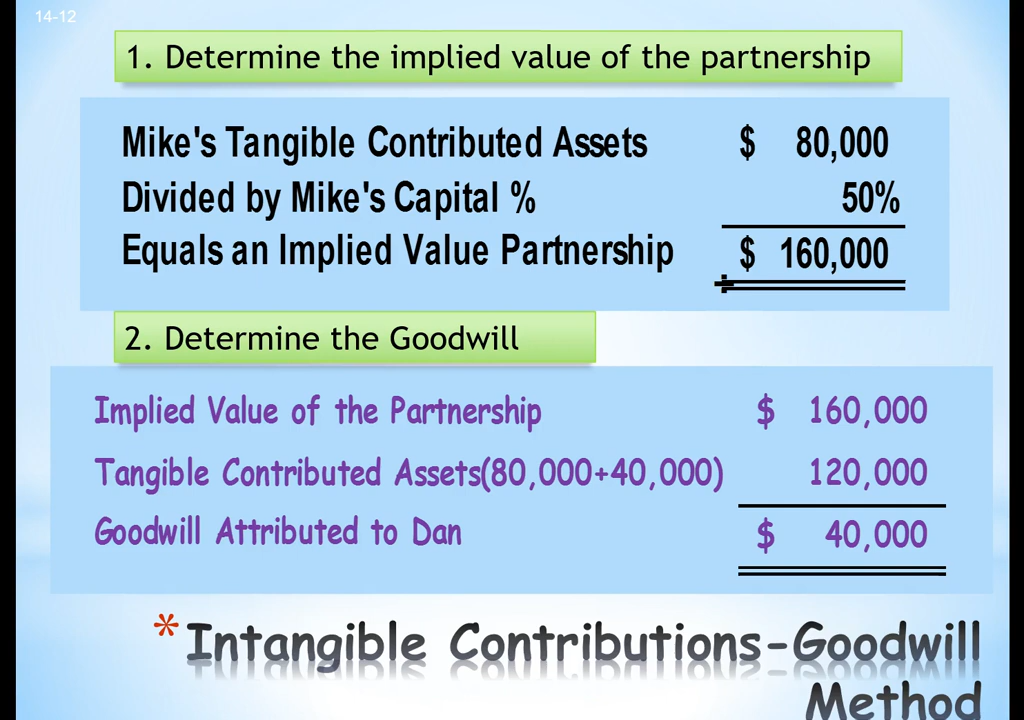 14-12
1. Determine the implied value of the partnership
Mike's Tangible Contributed Assets $ 80,000
Divided by Mike's Capital % 50%
Equals an Implied Value Partnership $ 160,000
2. Determine the Goodwill
Implied Value of the Partnership $ 160,000
Tangible Contributed Assets(80,000+40,000) 120,000
Goodwill Attributed to Dan $ 40,000
*Intangible Contributions-Goodwill
Method